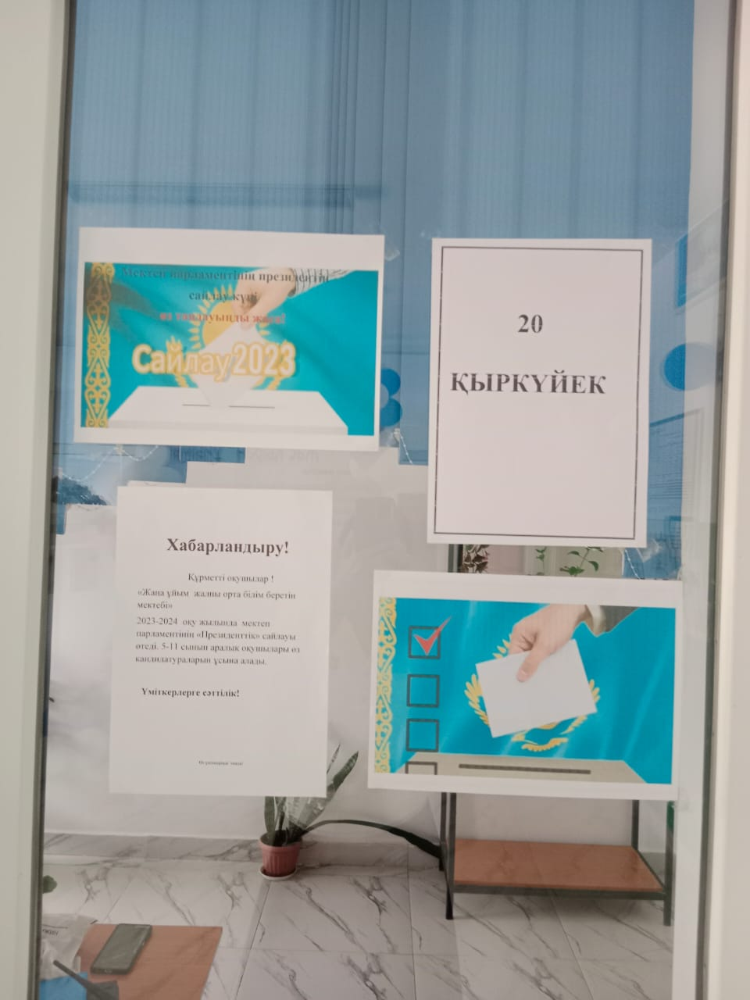 Мектеп парламентінің президентін
сайлау күні
өз таңдауыңды жаса!
Сайлау 2023
20
ҚЫРКҮЙЕК
Хабарландыру!
Құрметті оқушылар !
«Жаңа ұйым жалпы орта білім беретін
мектебі»
2023-2024 оқу жылында мектеп
парламентінің «Президенттік» сайлауы
өтеді. 5-11 сынып аралық оқушылары өз
кандидатураларын ұсына алады.
Үміткерлерге сәттілік!